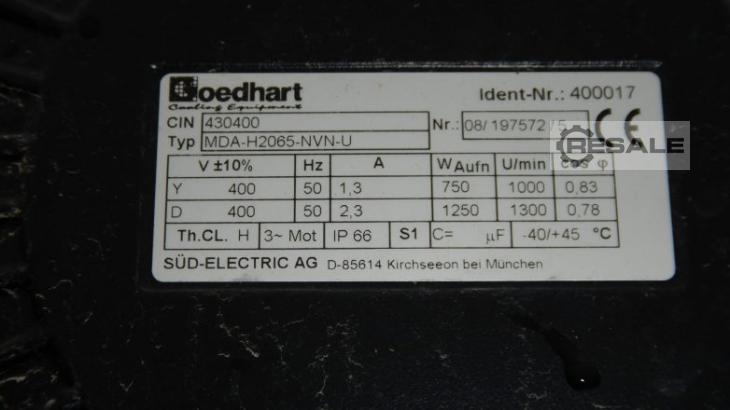 Goedhart
Cooling Equipment
Ident-Nr.: 400017
CIN 430400
Nr.: 08/ 197572 /5
CE
Typ MDA-H2065-NVN-U
V ±10% Hz A W Aufn U/min cos φ
Y 400 50 1,3 750 1000 0,83
D 400 50 2,3 1250 1300 0,78
Th.CL. H 3~ Mot IP 66 S1 C= µF -40/+45 °C
SÜD-ELECTRIC AG D-85614 Kirchseeon bei München
RESALE